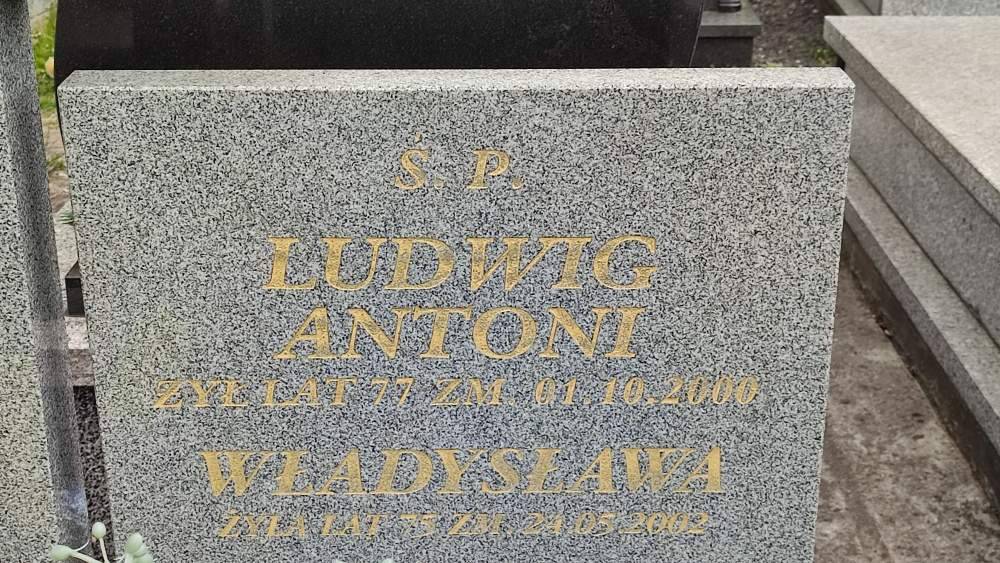 Ś. P.
LUDWIG
ANTONI
ŻYŁ LAT 77 ZM. 01.10.2000
WŁADYSŁAWA
ŻYŁA LAT 75 ZM. 24.05.2002